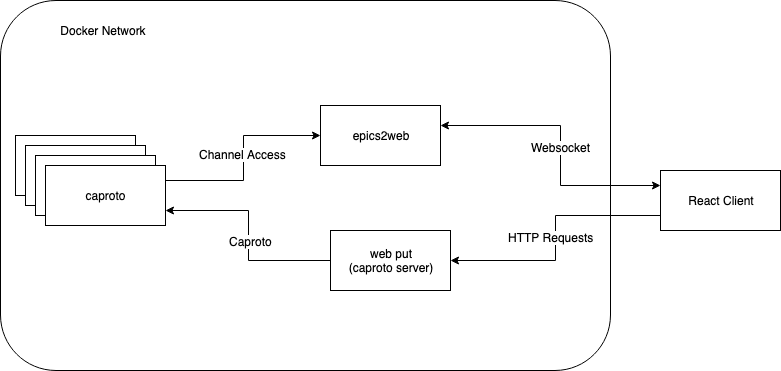 Docker Network
epics2web
Channel Access
Websocket
caproto
React Client
Caproto
HTTP Requests
web put
(caproto server)